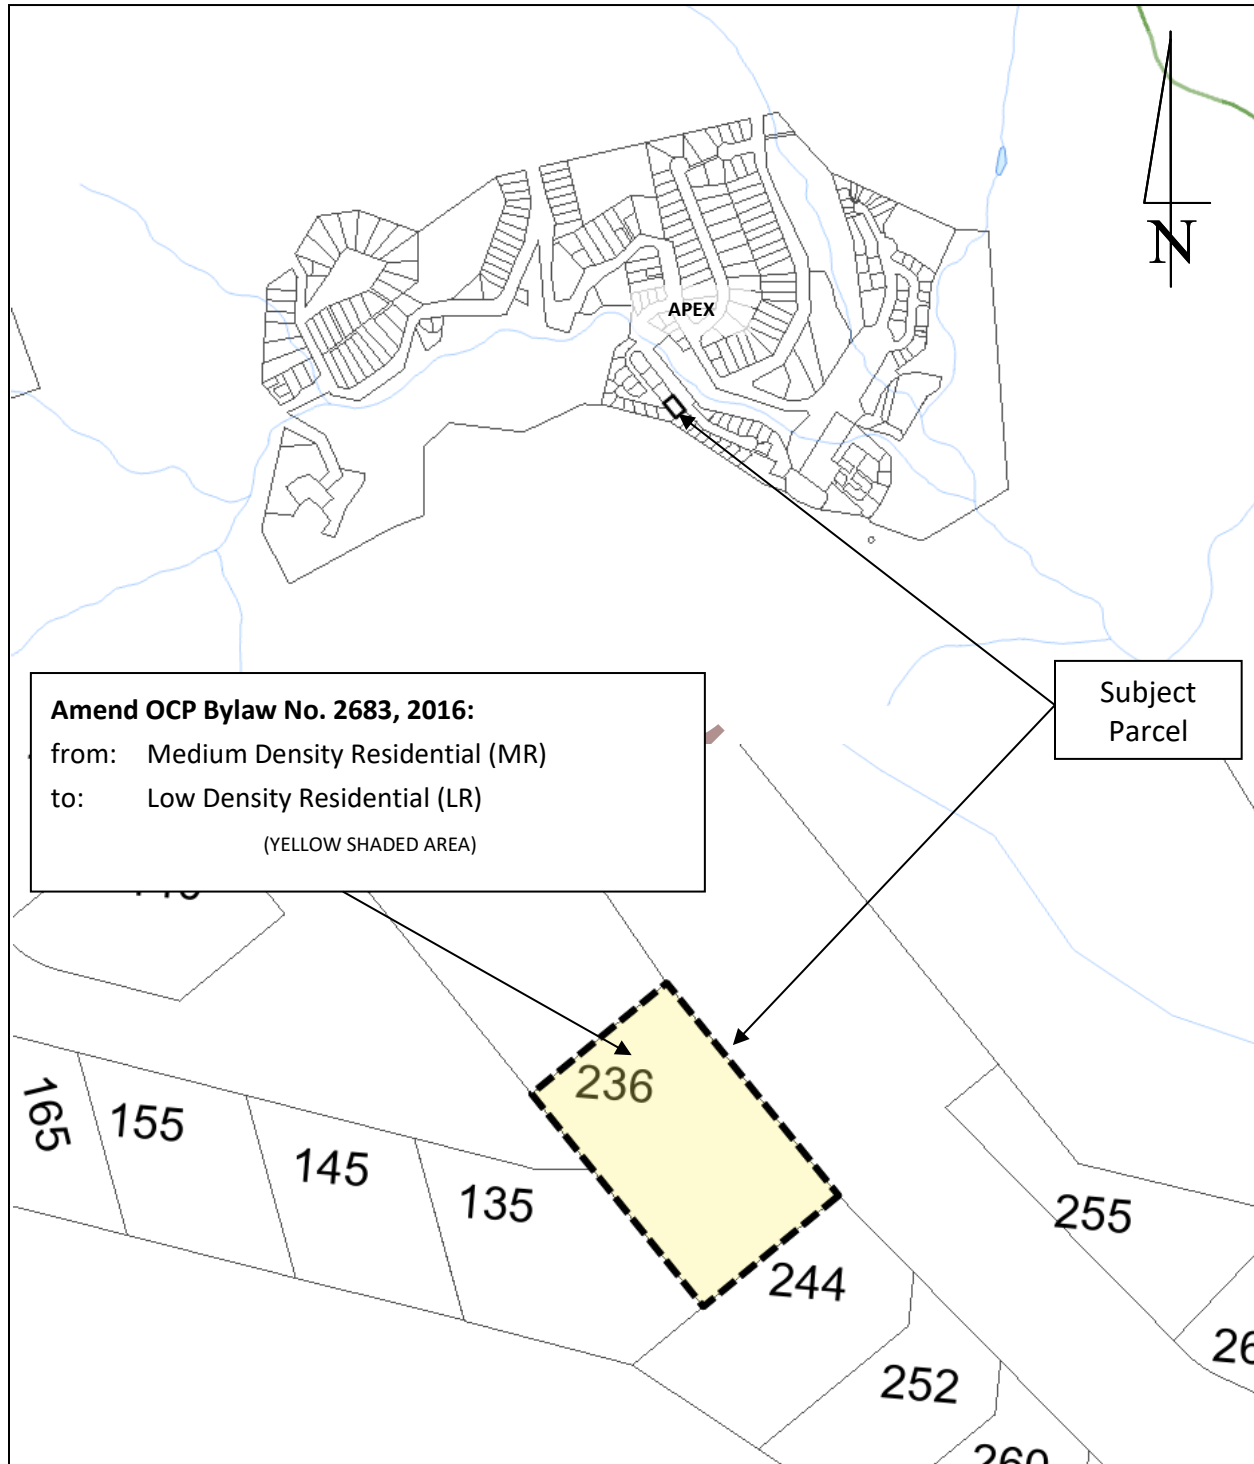 N
APEX
Subject
Parcel
Amend OCP Bylaw No. 2683, 2016:
from: Medium Density Residential (MR)
to: Low Density Residential (LR)
(YELLOW SHADED AREA)
236
165
155
145
135
255
244
252
260